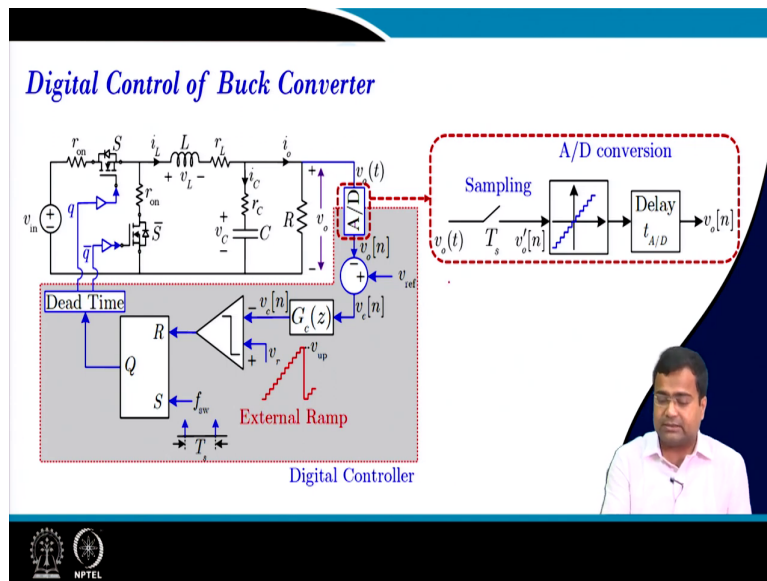 Digital Control of Buck Converter
r_on
S
i_L
L
r_L
i_o
+ v_L −
v_o(t)
i_C
r_on
r_C
R
v_o
+
−
q
v_in
+
v_C
−
C
S̄
q̄
A/D
v_o[n]
−
+
v_ref
v_e[n]
Dead Time
G_c(z)
v_c[n]
−
+
v_r
v_up
R
Q
S
f_sw
T_s
External Ramp
Digital Controller
A/D conversion
Sampling
v_o(t)
T_s
v_o'[n]
Delay
t_A/D
v_o[n]
NPTEL